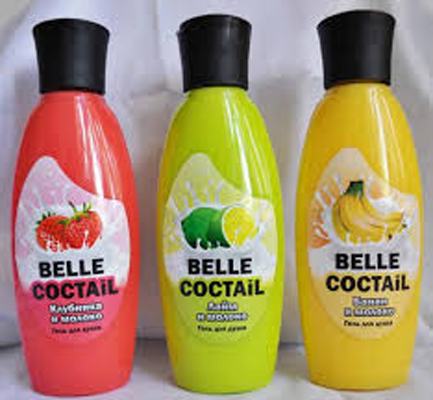 BELLE
COCTAiL
Клубника
и молоко
Гель для душа
BELLE
COCTAiL
Лайм
и молоко
Гель для душа
BELLE
COCTAiL
Банан
и молоко
Гель для душа